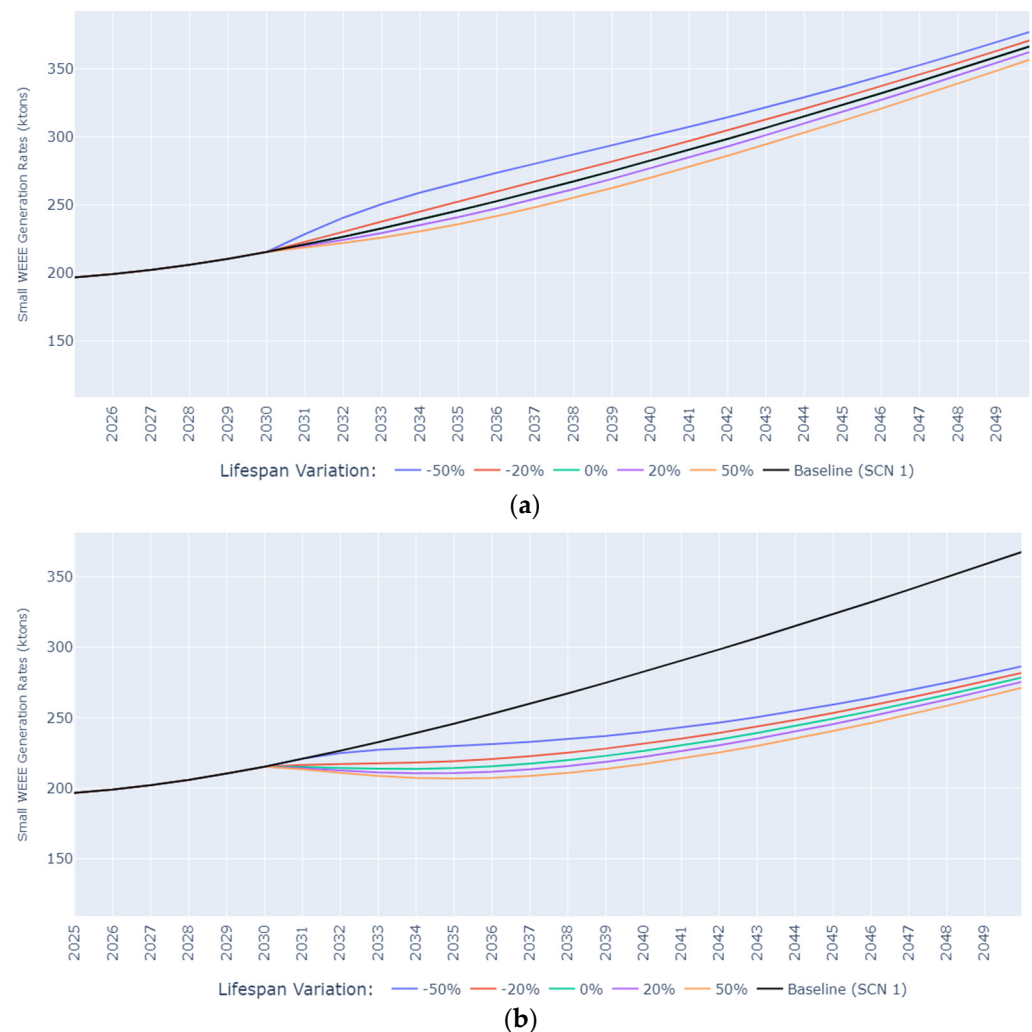 Small WEEE Generation Rates (ktons)
350
300
250
200
150
2026 2027 2028 2029 2030 2031 2032 2033 2034 2035 2036 2037 2038 2039 2040 2041 2042 2043 2044 2045 2046 2047 2048 2049
Lifespan Variation: -50% -20% 0% 20% 50% Baseline (SCN 1)
(a)
Small WEEE Generation Rates (ktons)
350
300
250
200
150
2025 2026 2027 2028 2029 2030 2031 2032 2033 2034 2035 2036 2037 2038 2039 2040 2041 2042 2043 2044 2045 2046 2047 2048 2049
Lifespan Variation: -50% -20% 0% 20% 50% Baseline (SCN 1)
(b)